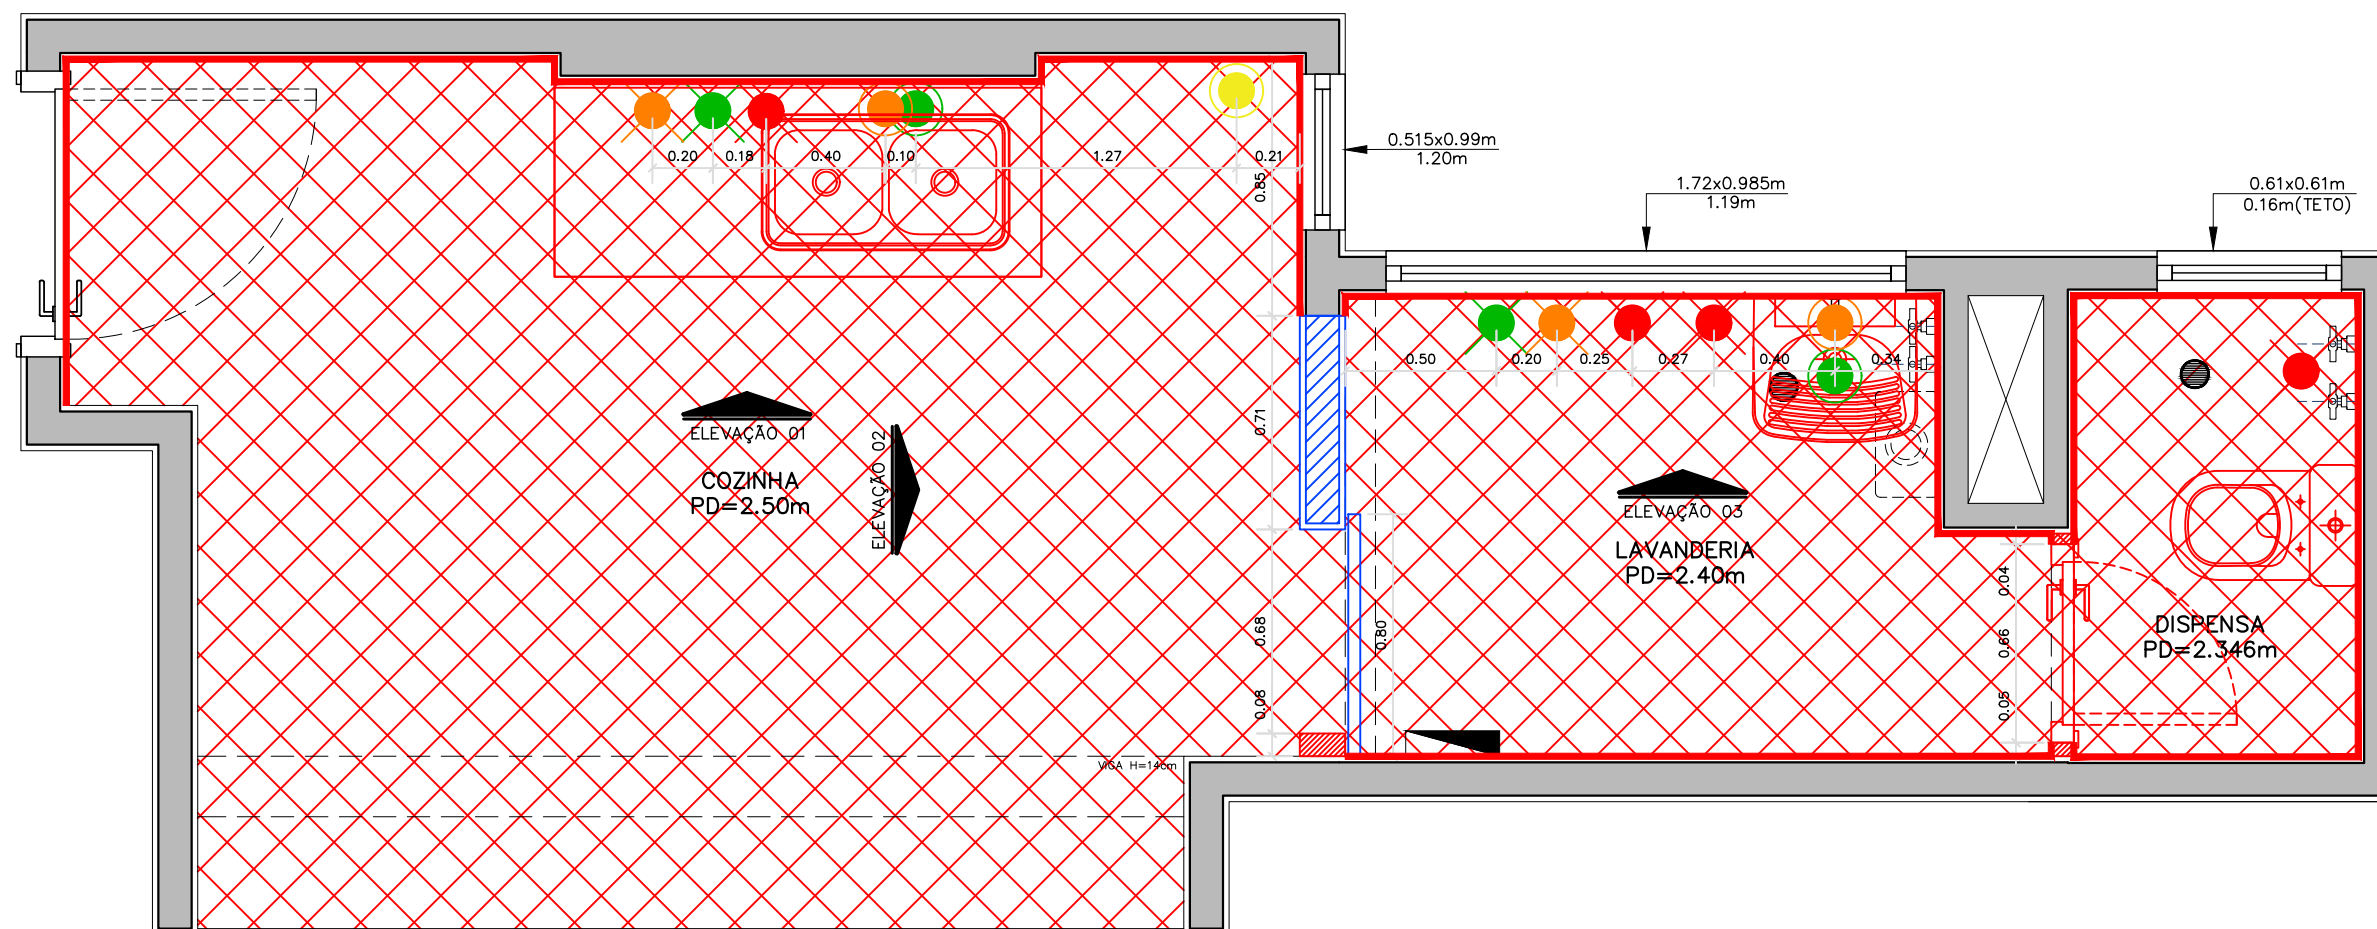 0.515x0.99m
1.20m
1.72x0.985m
1.19m
0.61x0.61m
0.16m(TETO)
0.20
0.18
0.40
0.10
1.27
0.21
0.85
0.50
0.20
0.25
0.27
0.40
0.34
0.71
ELEVAÇÃO 01
ELEVAÇÃO 02
COZINHA
PD=2.50m
ELEVAÇÃO 03
LAVANDERIA
PD=2.40m
0.04
0.68
0.80
0.66
DISPENSA
PD=2.346m
0.08
0.05
VIGA H=14cm